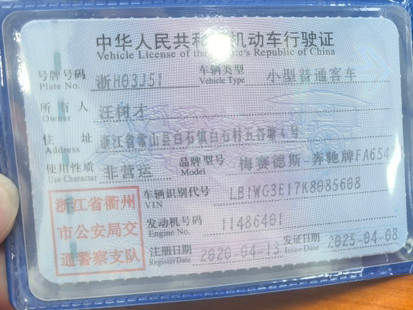 中华人民共和国机动车行驶证
Vehicle License of the People's Republic of China
号牌号码 浙H03J51 车辆类型 小型普通客车
Plate No. Vehicle Type
所有人 汪树才
Owner
住址 浙江省常山县白石镇白石村五谷塘4号
Address
使用性质 非营运 品牌型号 梅赛德斯-奔驰牌FA654
Use Character Model
浙江省衢州
市公安局交
通警察支队
车辆识别代号 LB1WG3E17K8085608
VIN
发动机号码 11486401
Engine No.
注册日期 2020-04-13 发证日期 2025-04-08
Register Date Issue Date